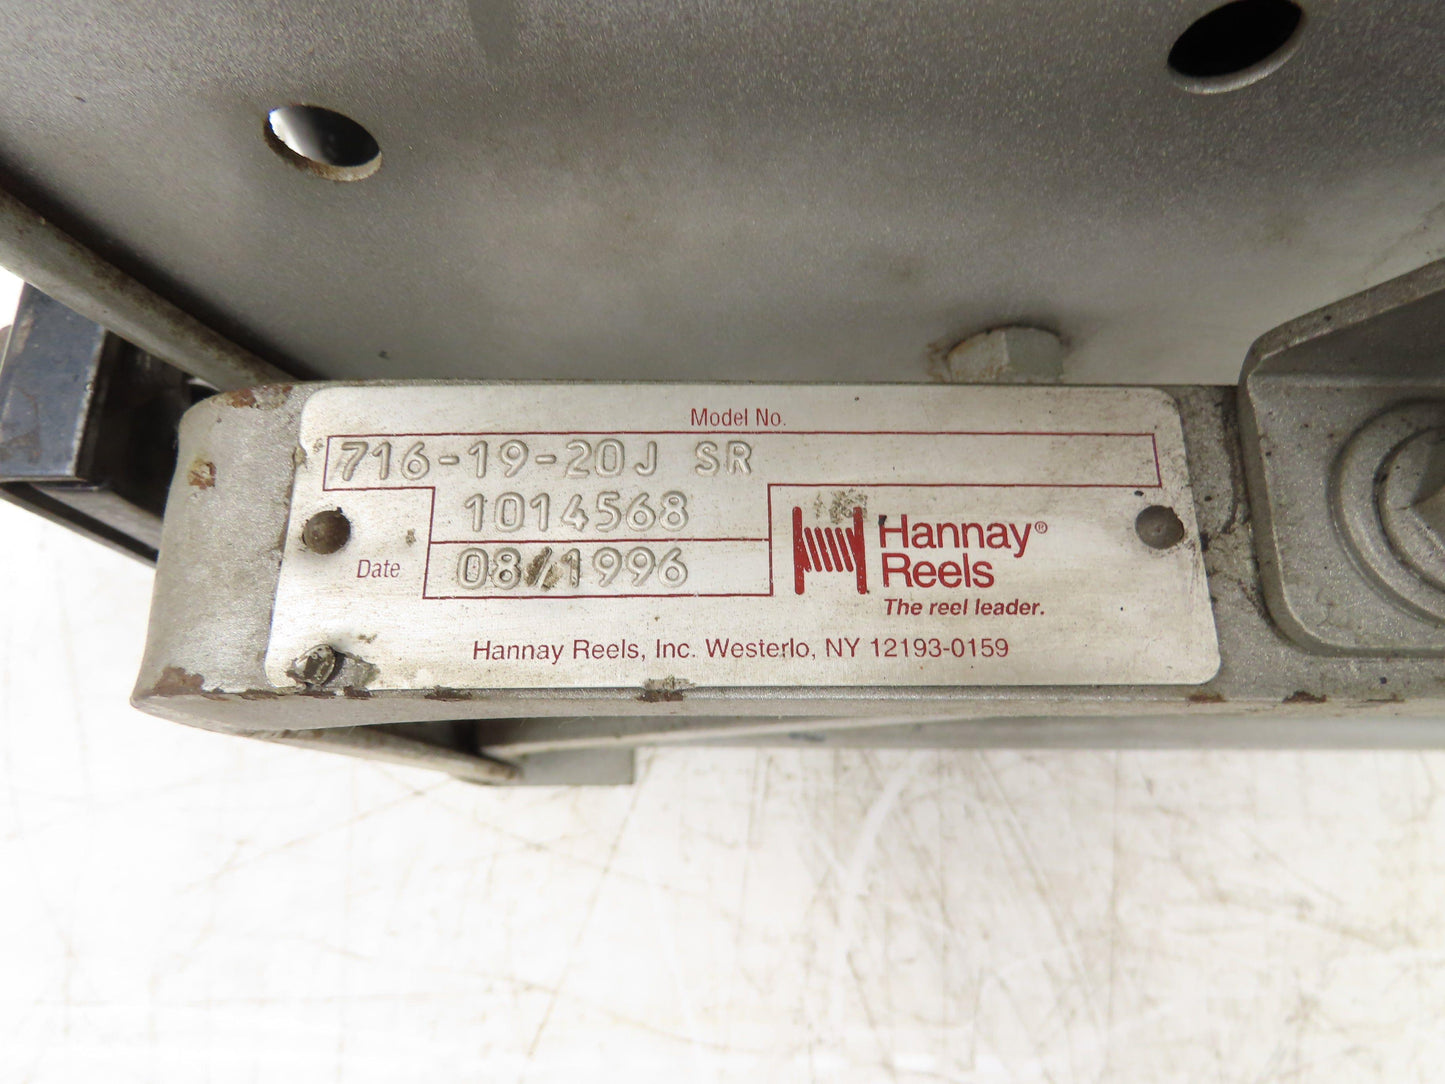 Model No.
716-19-20J SR
1014568
Date 08/1996
Hannay®
Reels
The reel leader.
Hannay Reels, Inc. Westerlo, NY 12193-0159